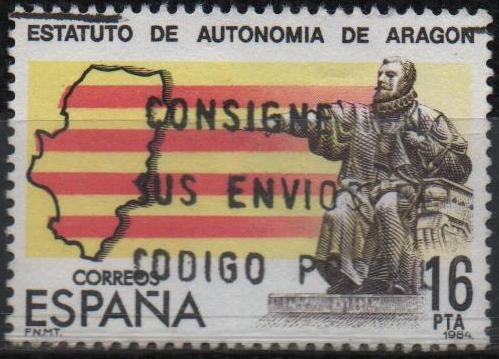 ESTATUTO DE AUTONOMIA DE ARAGON
CONSIGNE
SUS ENVIOS
CODIGO
CORREOS
ESPAÑA
16
PTA
F.N.M.T.
1984